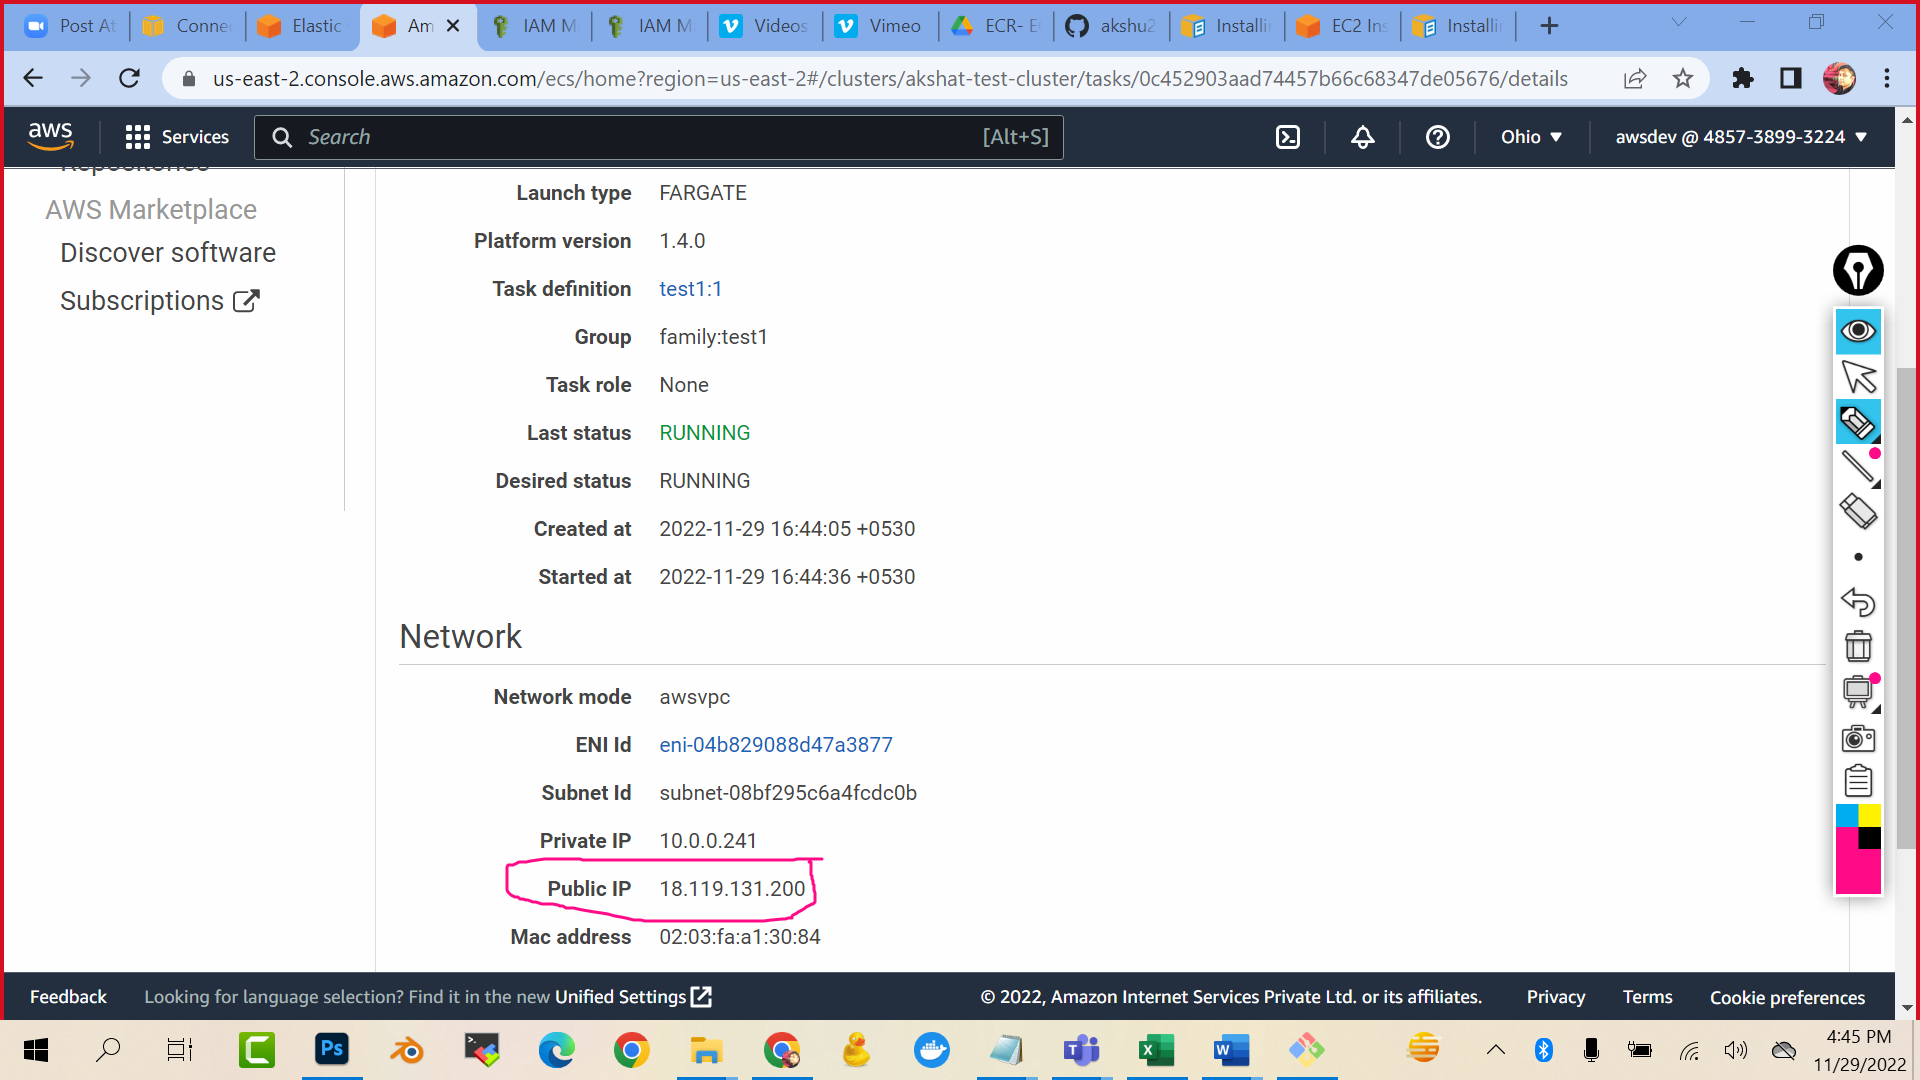 Post At
Conne
Elastic
Am
IAM M
IAM M
Videos
Vimeo
ECR- E
akshu2
Installi
EC2 Ins
Installi
us-east-2.console.aws.amazon.com/ecs/home?region=us-east-2#/clusters/akshat-test-cluster/tasks/0c452903aad74457b66c68347de05676/details
aws
Services
Search
[Alt+S]
Ohio
awsdev @ 4857-3899-3224
Repositories
AWS Marketplace
Discover software
Subscriptions
Launch type FARGATE
Platform version 1.4.0
Task definition test1:1
Group family:test1
Task role None
Last status RUNNING
Desired status RUNNING
Created at 2022-11-29 16:44:05 +0530
Started at 2022-11-29 16:44:36 +0530
Network
Network mode awsvpc
ENI Id eni-04b829088d47a3877
Subnet Id subnet-08bf295c6a4fcdc0b
Private IP 10.0.0.241
Public IP 18.119.131.200
Mac address 02:03:fa:a1:30:84
Feedback Looking for language selection? Find it in the new Unified Settings © 2022, Amazon Internet Services Private Ltd. or its affiliates. Privacy Terms Cookie preferences
4:45 PM
11/29/2022